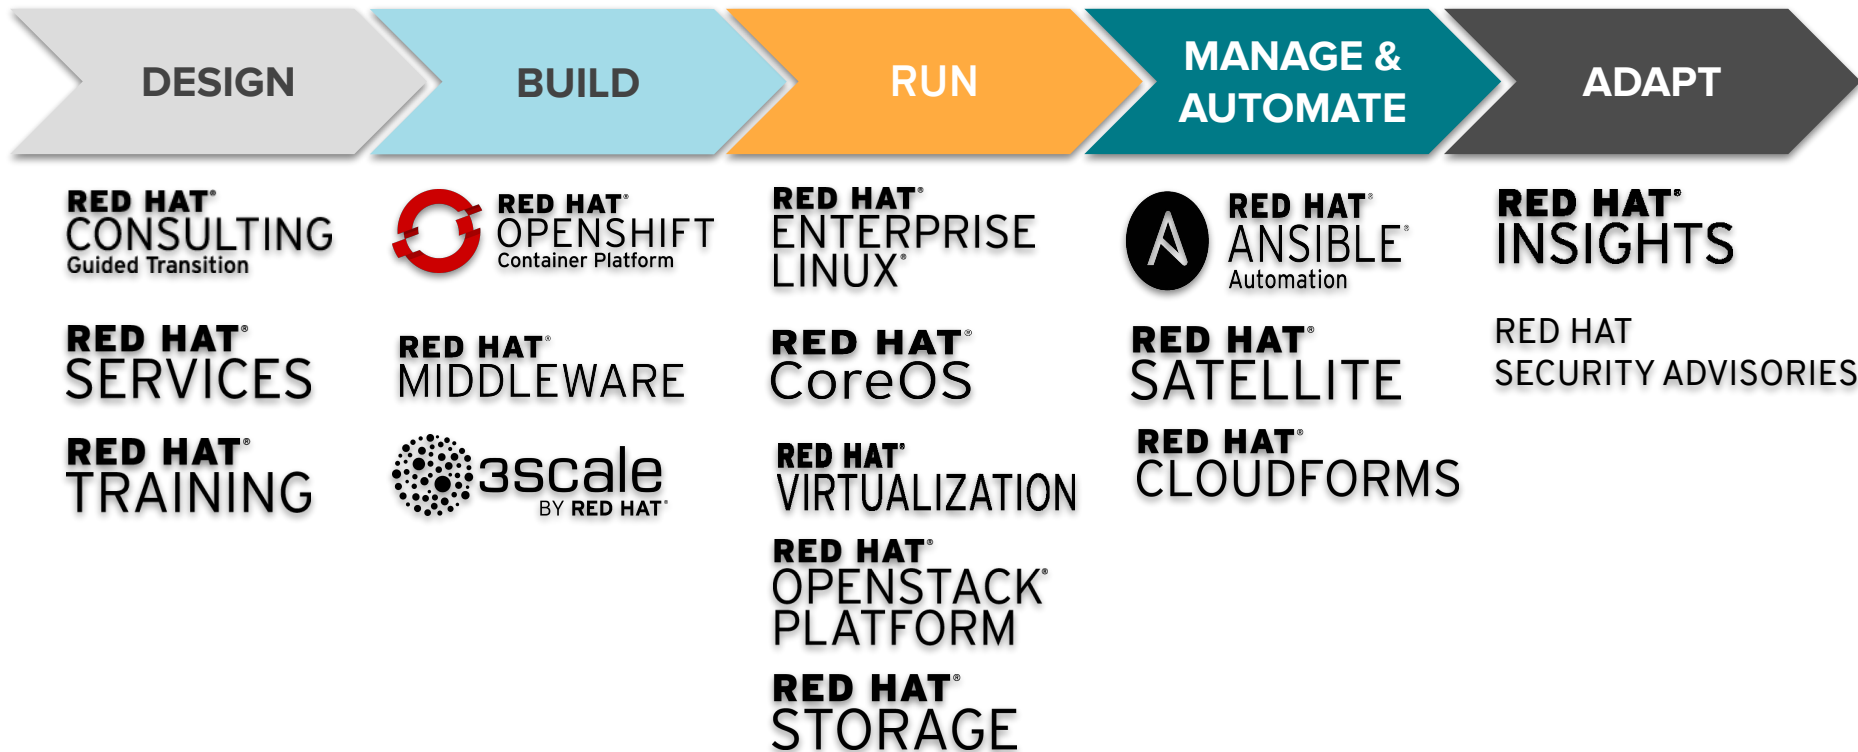 DESIGN
BUILD
RUN
MANAGE &
AUTOMATE
ADAPT
RED HAT®
CONSULTING
Guided Transition
RED HAT®
SERVICES
RED HAT®
TRAINING
RED HAT®
OPENSHIFT
Container Platform
RED HAT®
MIDDLEWARE
3scale
BY RED HAT®
RED HAT®
ENTERPRISE
LINUX®
RED HAT®
CoreOS
RED HAT®
VIRTUALIZATION
RED HAT®
OPENSTACK®
PLATFORM
RED HAT®
STORAGE
RED HAT®
ANSIBLE®
Automation
RED HAT®
SATELLITE
RED HAT®
CLOUDFORMS
RED HAT®
INSIGHTS
RED HAT
SECURITY ADVISORIES